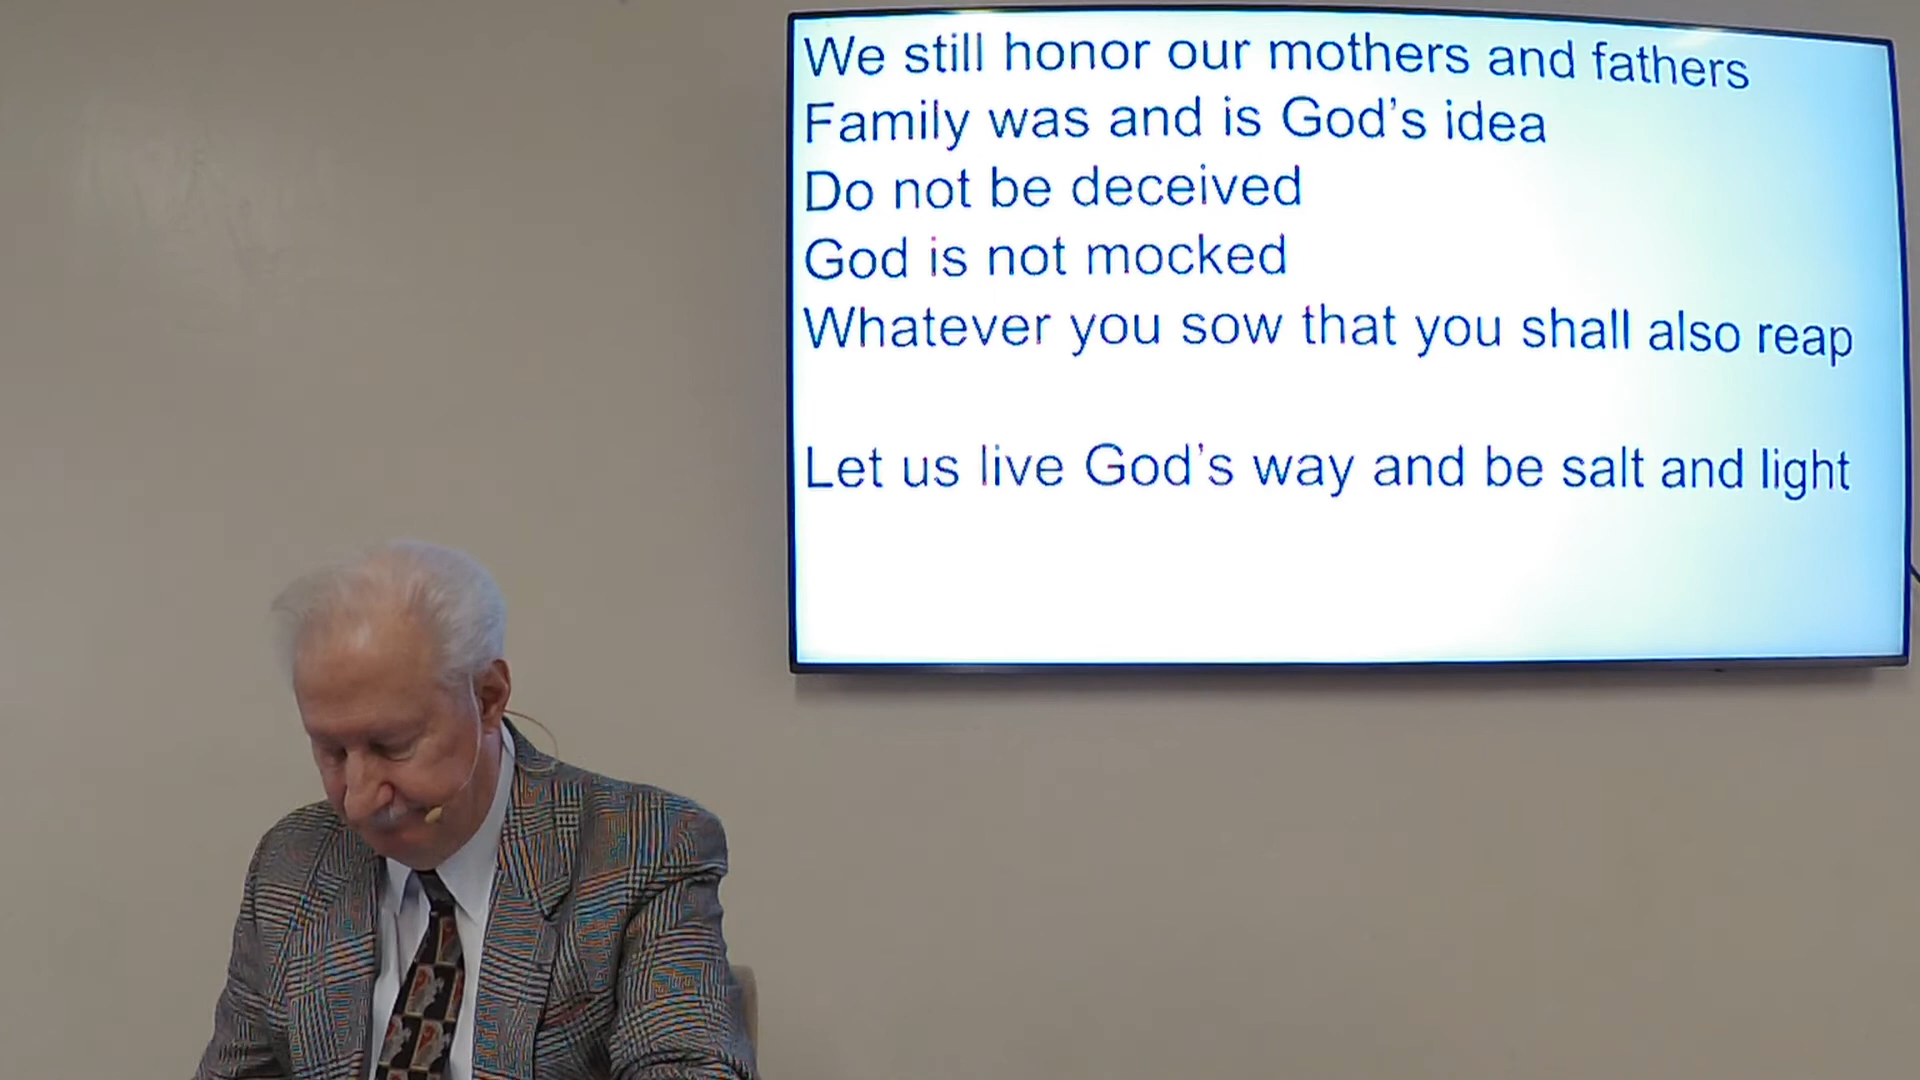 We still honor our mothers and fathers
Family was and is God's idea
Do not be deceived
God is not mocked
Whatever you sow that you shall also reap
Let us live God's way and be salt and light